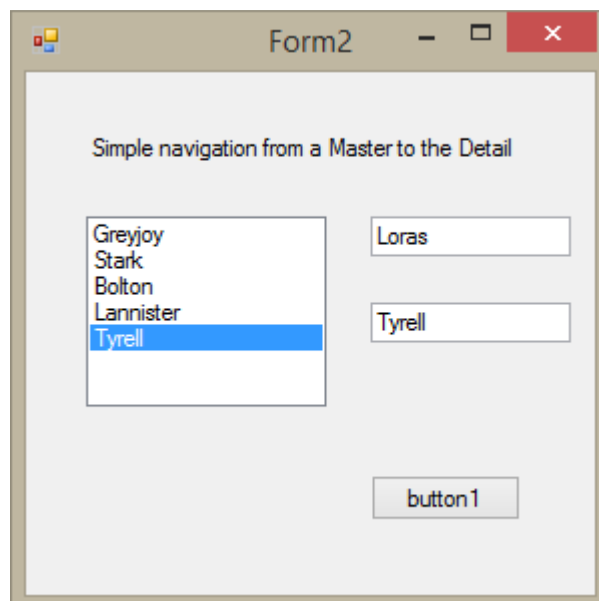 Form2
Simple navigation from a Master to the Detail
Greyjoy
Stark
Bolton
Lannister
Tyrell
Loras
Tyrell
button1